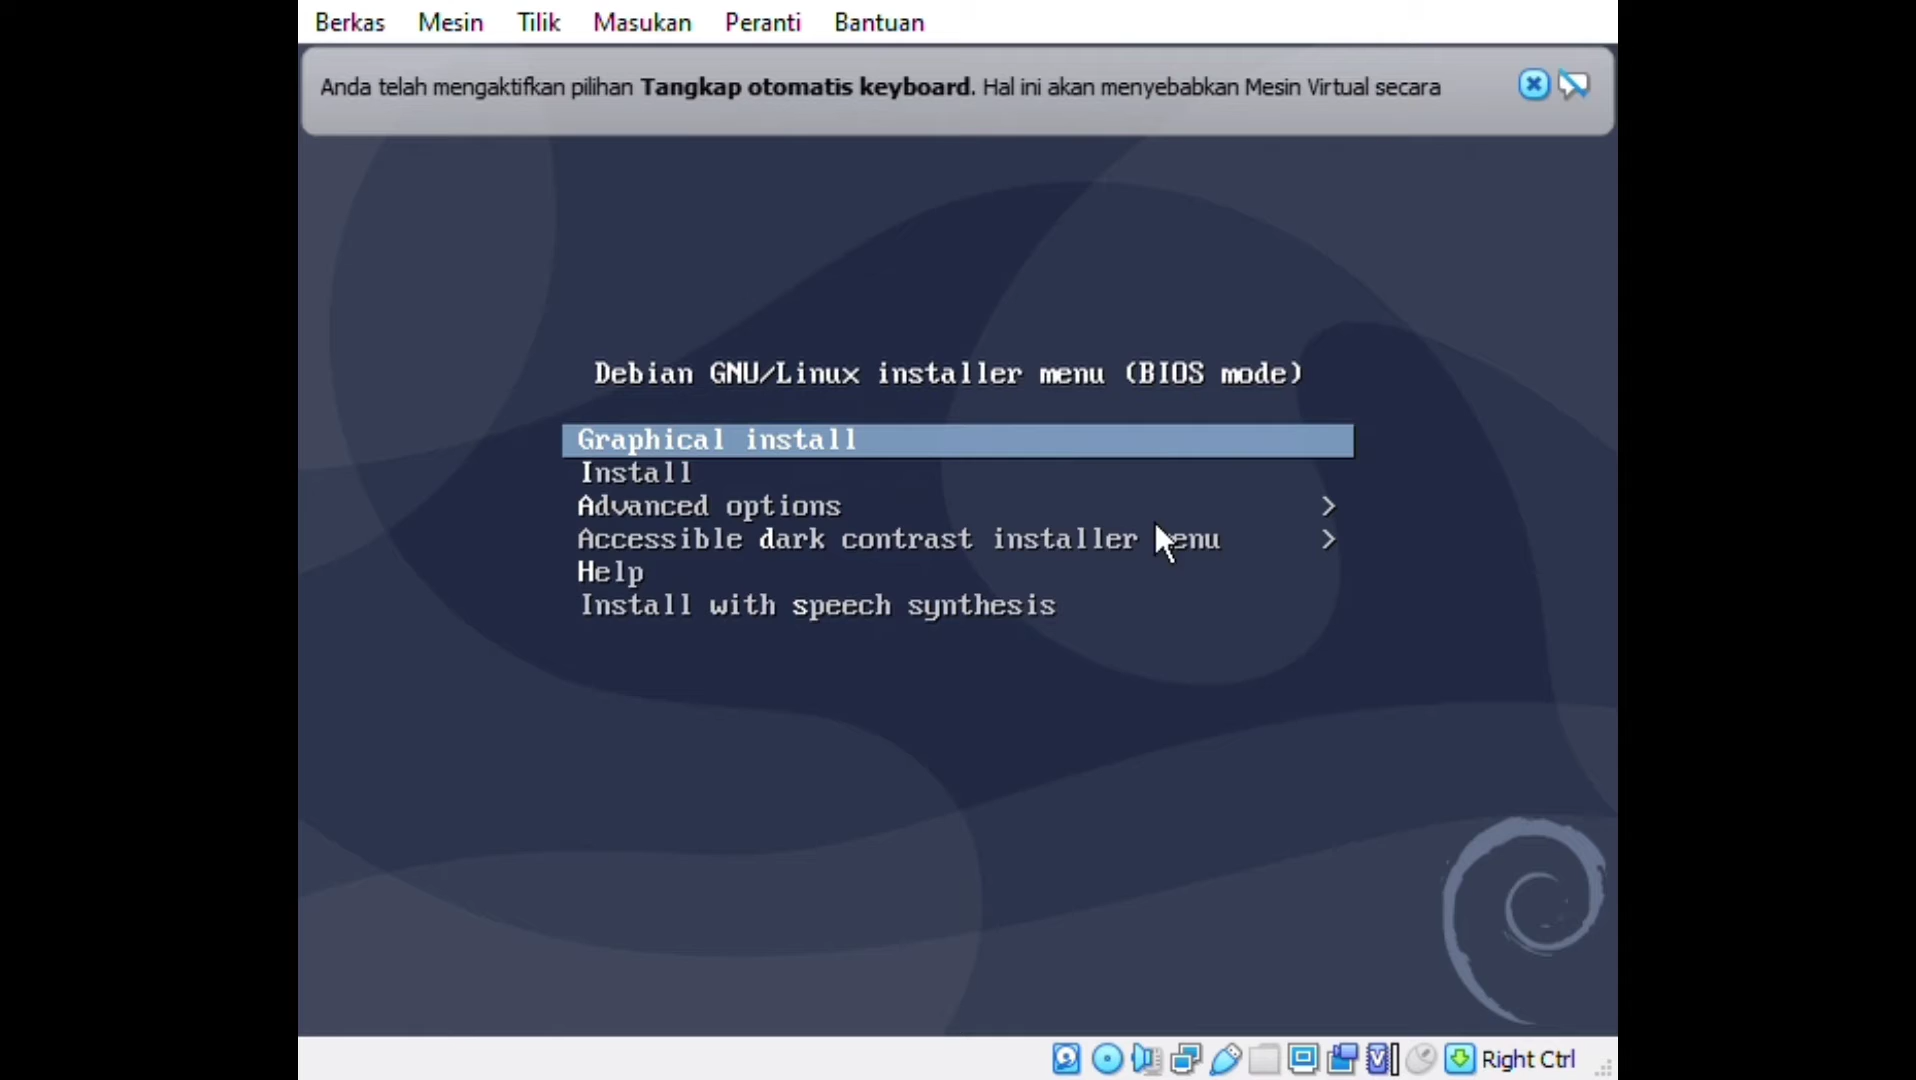 Berkas Mesin Tilik Masukan Peranti Bantuan
Anda telah mengaktifkan pilihan Tangkap otomatis keyboard. Hal ini akan menyebabkan Mesin Virtual secara
Debian GNU/Linux installer menu (BIOS mode)
Graphical install
Install
Advanced options >
Accessible dark contrast installer menu >
Help
Install with speech synthesis
Right Ctrl